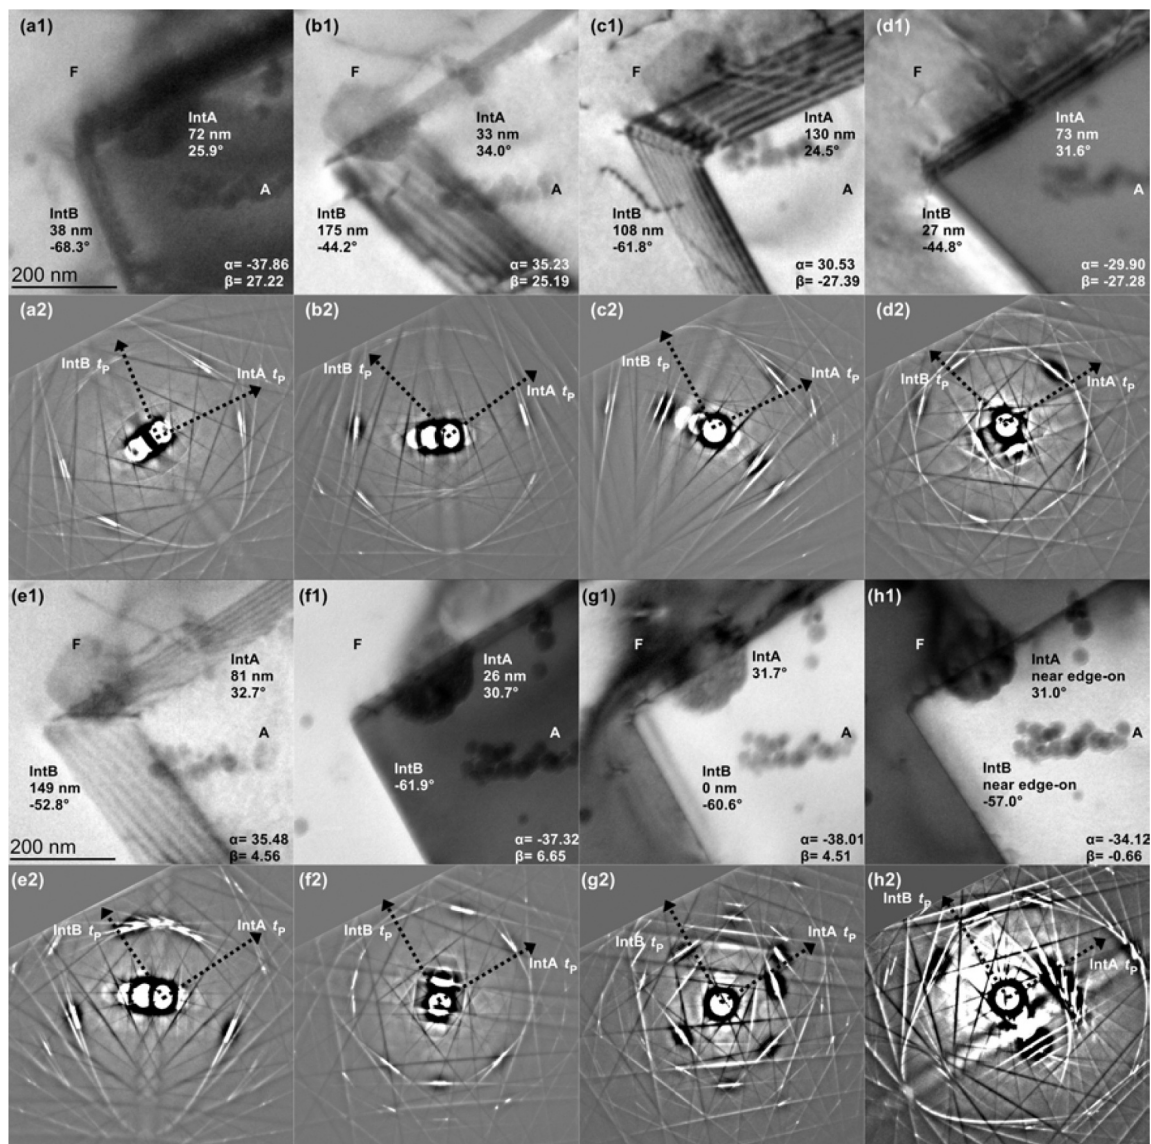 (a1)
F
IntA
72 nm
25.9°
A
IntB
38 nm
-68.3°
200 nm
α= -37.86
β= 27.22
(b1)
F
IntA
33 nm
34.0°
A
IntB
175 nm
-44.2°
α= 35.23
β= 25.19
(c1)
F
IntA
130 nm
24.5°
A
IntB
108 nm
-61.8°
α= 30.53
β= -27.39
(d1)
F
IntA
73 nm
31.6°
A
IntB
27 nm
-44.8°
α= -29.90
β= -27.28
(a2)
IntB tP
IntA tP
(b2)
IntB tP
IntA tP
(c2)
IntB tP
IntA tP
(d2)
IntB tP
IntA tP
(e1)
F
IntA
81 nm
32.7°
A
IntB
149 nm
-52.8°
200 nm
α= 35.48
β= 4.56
(f1)
F
IntA
26 nm
30.7°
A
IntB
-61.9°
α= -37.32
β= 6.65
(g1)
F
IntA
31.7°
A
IntB
0 nm
-60.6°
α= -38.01
β= 4.51
(h1)
F
IntA
near edge-on
31.0°
A
IntB
near edge-on
-57.0°
α= -34.12
β= -0.66
(e2)
IntB tP
IntA tP
(f2)
IntB tP
IntA tP
(g2)
IntB tP
IntA tP
(h2)
IntB tP
IntA tP